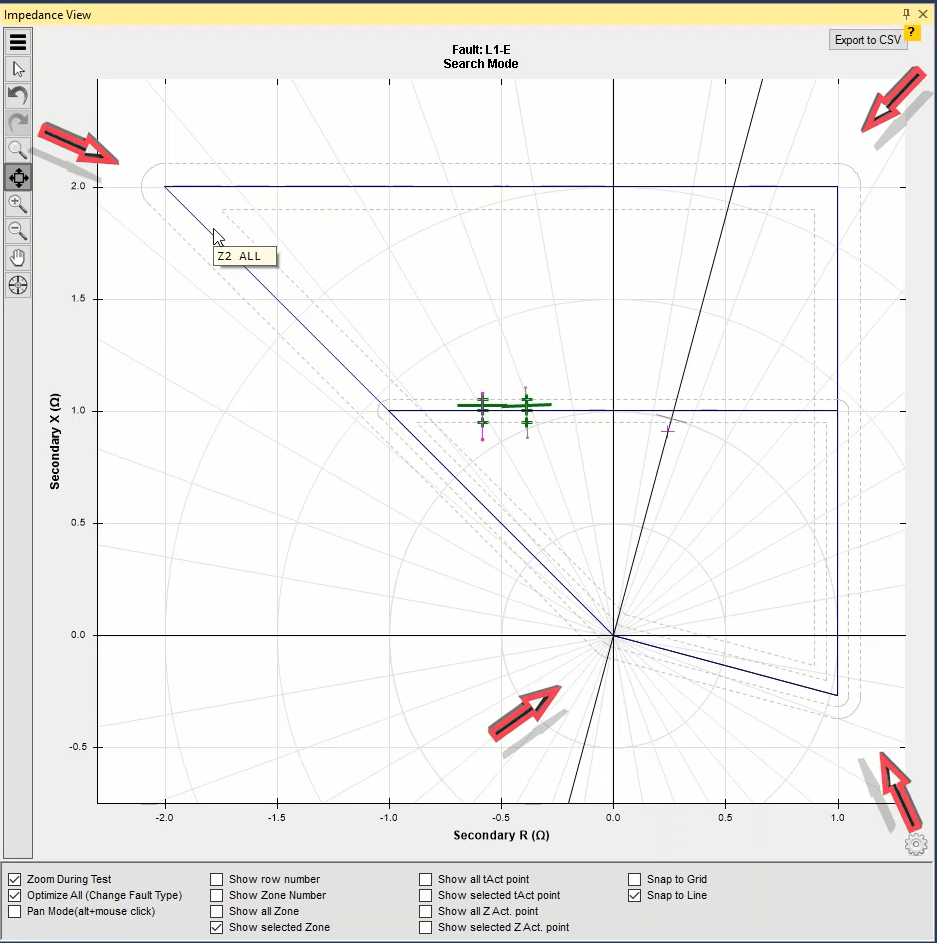 Impedance View
Export to CSV
?
Fault: L1-E
Search Mode
2.0
Z2 ALL
1.5
1.0
0.5
0.0
-0.5
Secondary X (Ω)
-2.0
-1.5
-1.0
-0.5
0.0
0.5
1.0
Secondary R (Ω)
Zoom During Test
Show row number
Show all tAct point
Snap to Grid
Optimize All (Change Fault Type)
Show Zone Number
Show selected tAct point
Snap to Line
Pan Mode(alt+mouse click)
Show all Zone
Show all Z Act. point
Show selected Zone
Show selected Z Act. point